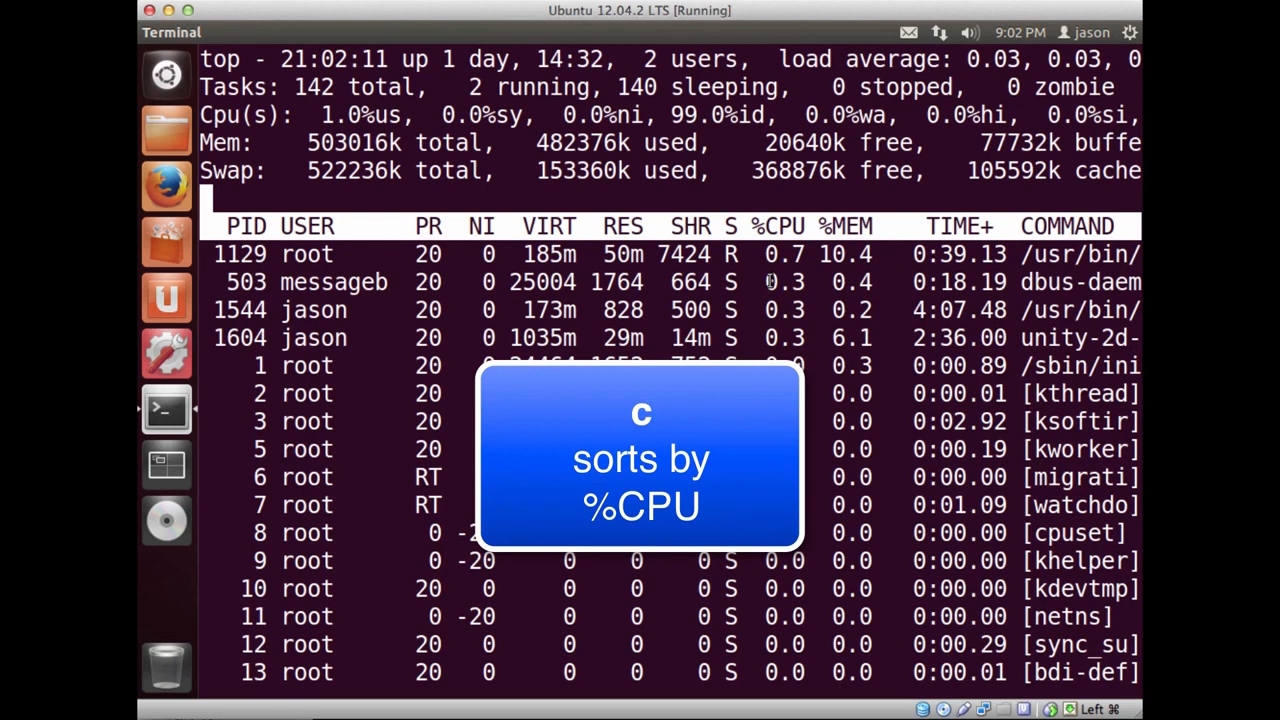 Ubuntu 12.04.2 LTS [Running]
Terminal 9:02 PM jason
top - 21:02:11 up 1 day, 14:32, 2 users, load average: 0.03, 0.03, 0
Tasks: 142 total, 2 running, 140 sleeping, 0 stopped, 0 zombie
Cpu(s): 1.0%us, 0.0%sy, 0.0%ni, 99.0%id, 0.0%wa, 0.0%hi, 0.0%si,
Mem: 503016k total, 482376k used, 20640k free, 77732k buffe
Swap: 522236k total, 153360k used, 368876k free, 105592k cache
PID USER PR NI VIRT RES SHR S %CPU %MEM TIME+ COMMAND
1129 root 20 0 185m 50m 7424 R 0.7 10.4 0:39.13 /usr/bin/
503 messageb 20 0 25004 1764 664 S 0.3 0.4 0:18.19 dbus-daem
1544 jason 20 0 173m 828 500 S 0.3 0.2 4:07.48 /usr/bin/
1604 jason 20 0 1035m 29m 14m S 0.3 6.1 2:36.00 unity-2d-
1 root 20 0.3 0:00.89 /sbin/ini
2 root 20 0.0 0:00.01 [kthread]
3 root 20 0.0 0:02.92 [ksoftir]
5 root 20 0.0 0:00.19 [kworker]
6 root RT 0.0 0:00.00 [migrati]
7 root RT 0.0 0:01.09 [watchdo]
8 root 0 0.0 0:00.00 [cpuset]
9 root 0 -20 0 0 0 S 0.0 0.0 0:00.00 [khelper]
10 root 20 0 0 0 0 S 0.0 0.0 0:00.00 [kdevtmp]
11 root 0 -20 0 0 0 S 0.0 0.0 0:00.00 [netns]
12 root 20 0 0 0 0 S 0.0 0.0 0:00.29 [sync_su]
13 root 20 0 0 0 0 S 0.0 0.0 0:00.01 [bdi-def]
c
sorts by
%CPU
Left ⌘